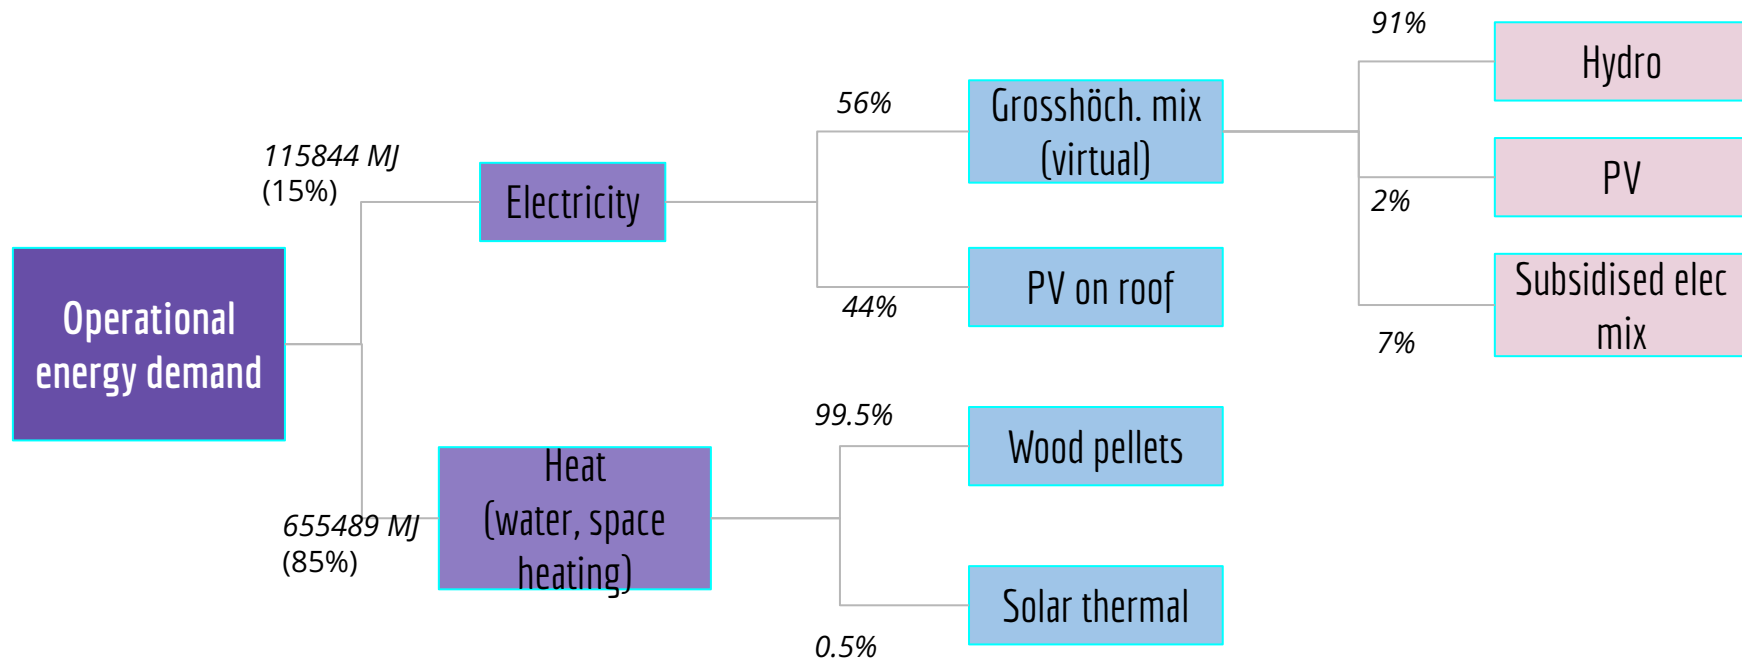 Operational
energy demand
115844 MJ
(15%)
Electricity
56%
Grosshöch. mix
(virtual)
91%
Hydro
2%
PV
7%
Subsidised elec
mix
44%
PV on roof
655489 MJ
(85%)
Heat
(water, space
heating)
99.5%
Wood pellets
0.5%
Solar thermal